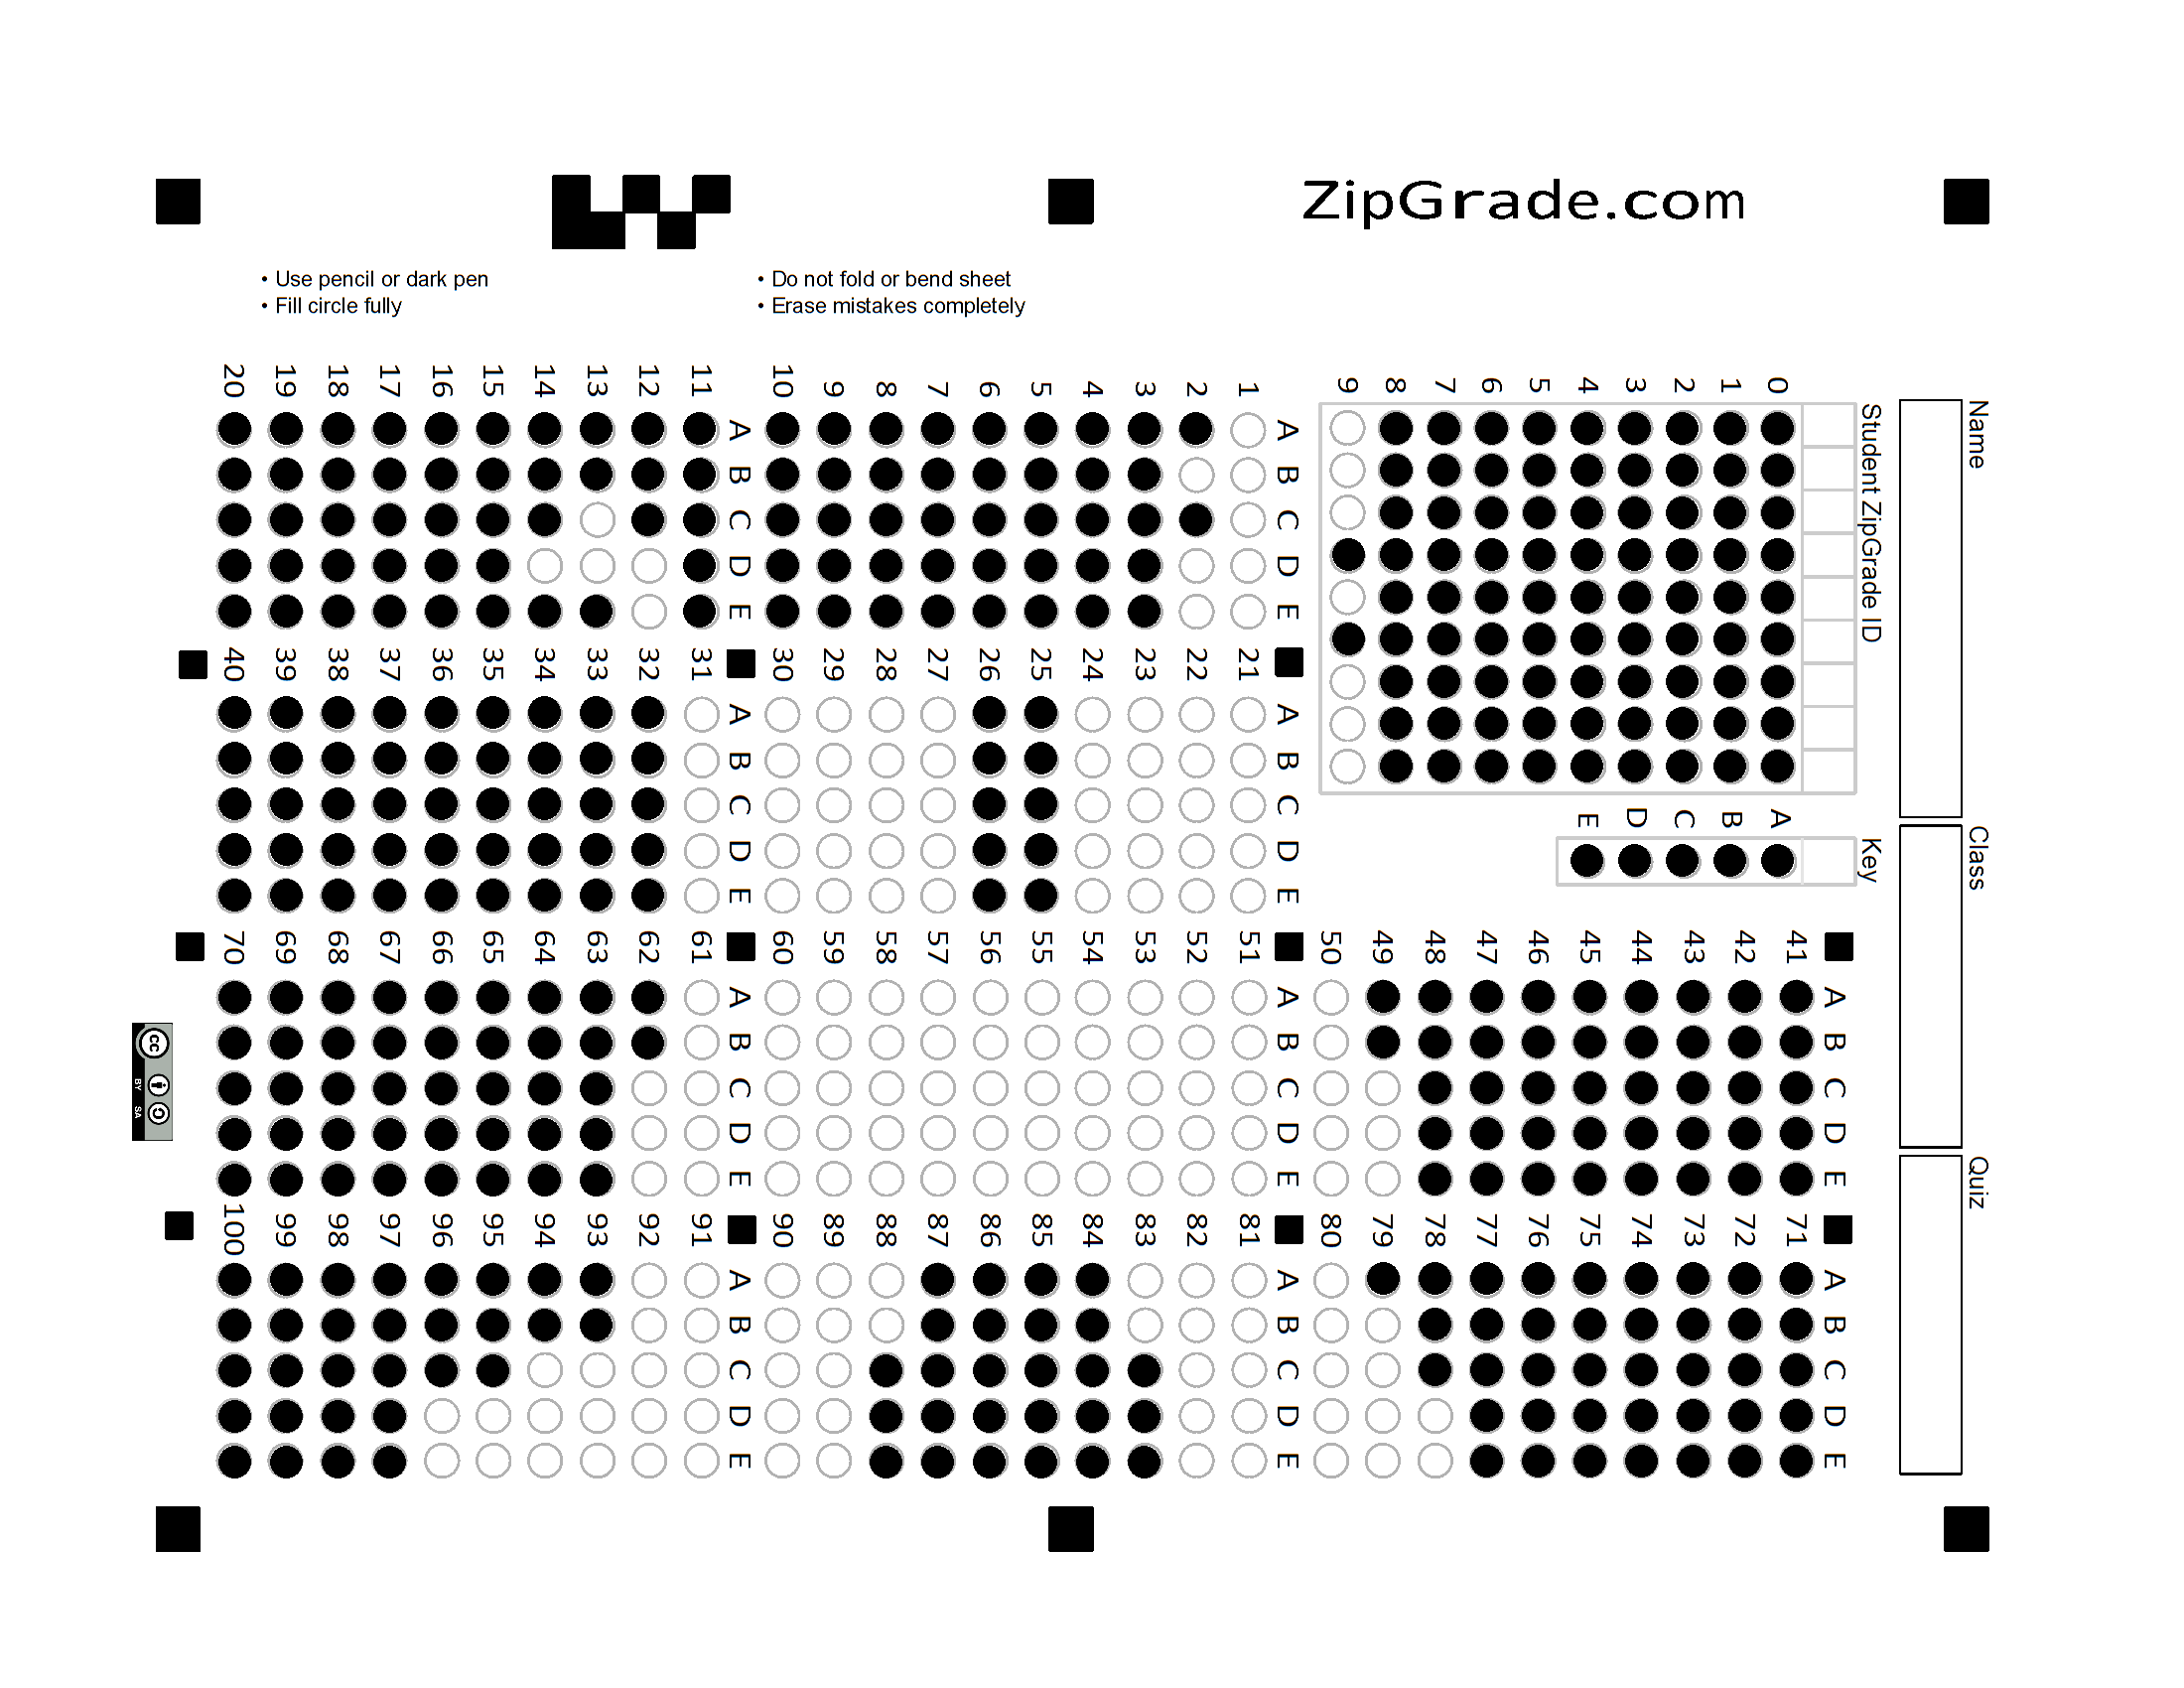 ZipGrade.com
• Use pencil or dark pen
• Fill circle fully
• Do not fold or bend sheet
• Erase mistakes completely
Name
Class
Quiz
Student ZipGrade ID
0 1 2 3 4 5 6 7 8 9
Key
A B C D E
1 2 3 4 5 6 7 8 9 10
A B C D E
11 12 13 14 15 16 17 18 19 20
A B C D E
21 22 23 24 25 26 27 28 29 30
A B C D E
31 32 33 34 35 36 37 38 39 40
A B C D E
41 42 43 44 45 46 47 48 49 50
A B C D E
51 52 53 54 55 56 57 58 59 60
A B C D E
61 62 63 64 65 66 67 68 69 70
A B C D E
71 72 73 74 75 76 77 78 79 80
A B C D E
81 82 83 84 85 86 87 88 89 90
A B C D E
91 92 93 94 95 96 97 98 99 100
A B C D E
cc
BY SA